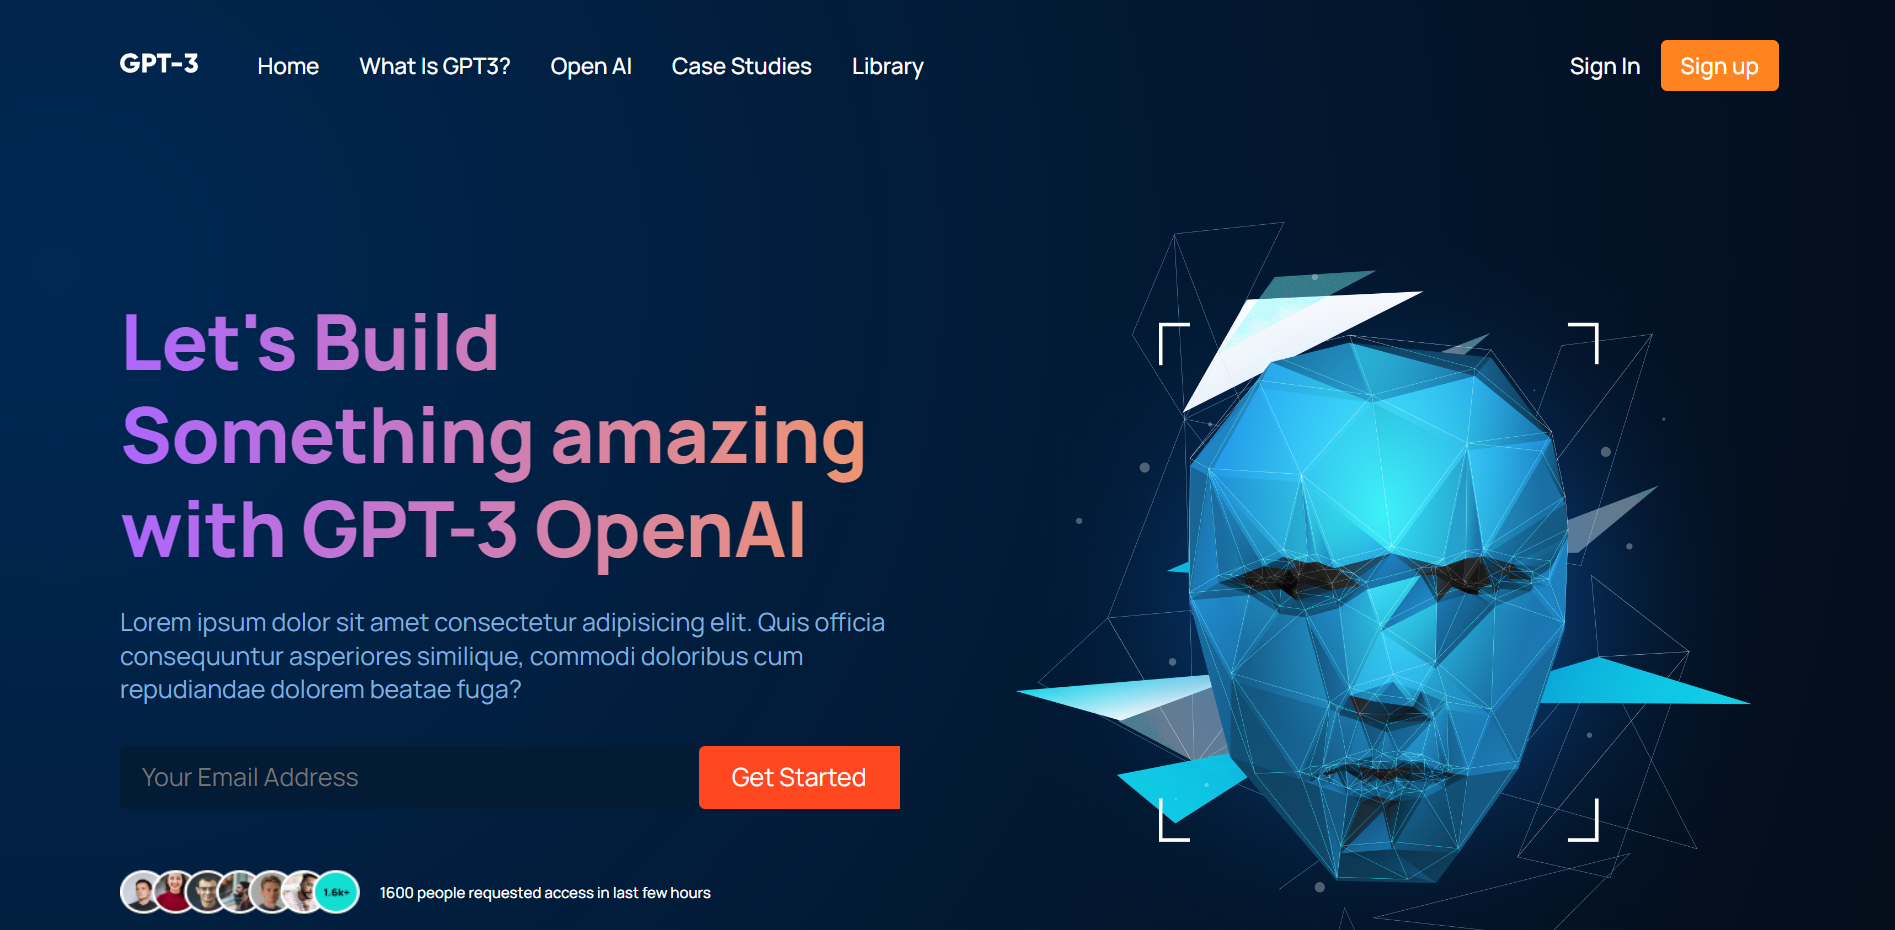 GPT-3
Home
What Is GPT3?
Open AI
Case Studies
Library
Sign In
Sign up
Let's Build
Something amazing
with GPT-3 OpenAI
Lorem ipsum dolor sit amet consectetur adipisicing elit. Quis officia
consequuntur asperiores similique, commodi doloribus cum
repudiandae dolorem beatae fuga?
Your Email Address
Get Started
1.6k+
1600 people requested access in last few hours